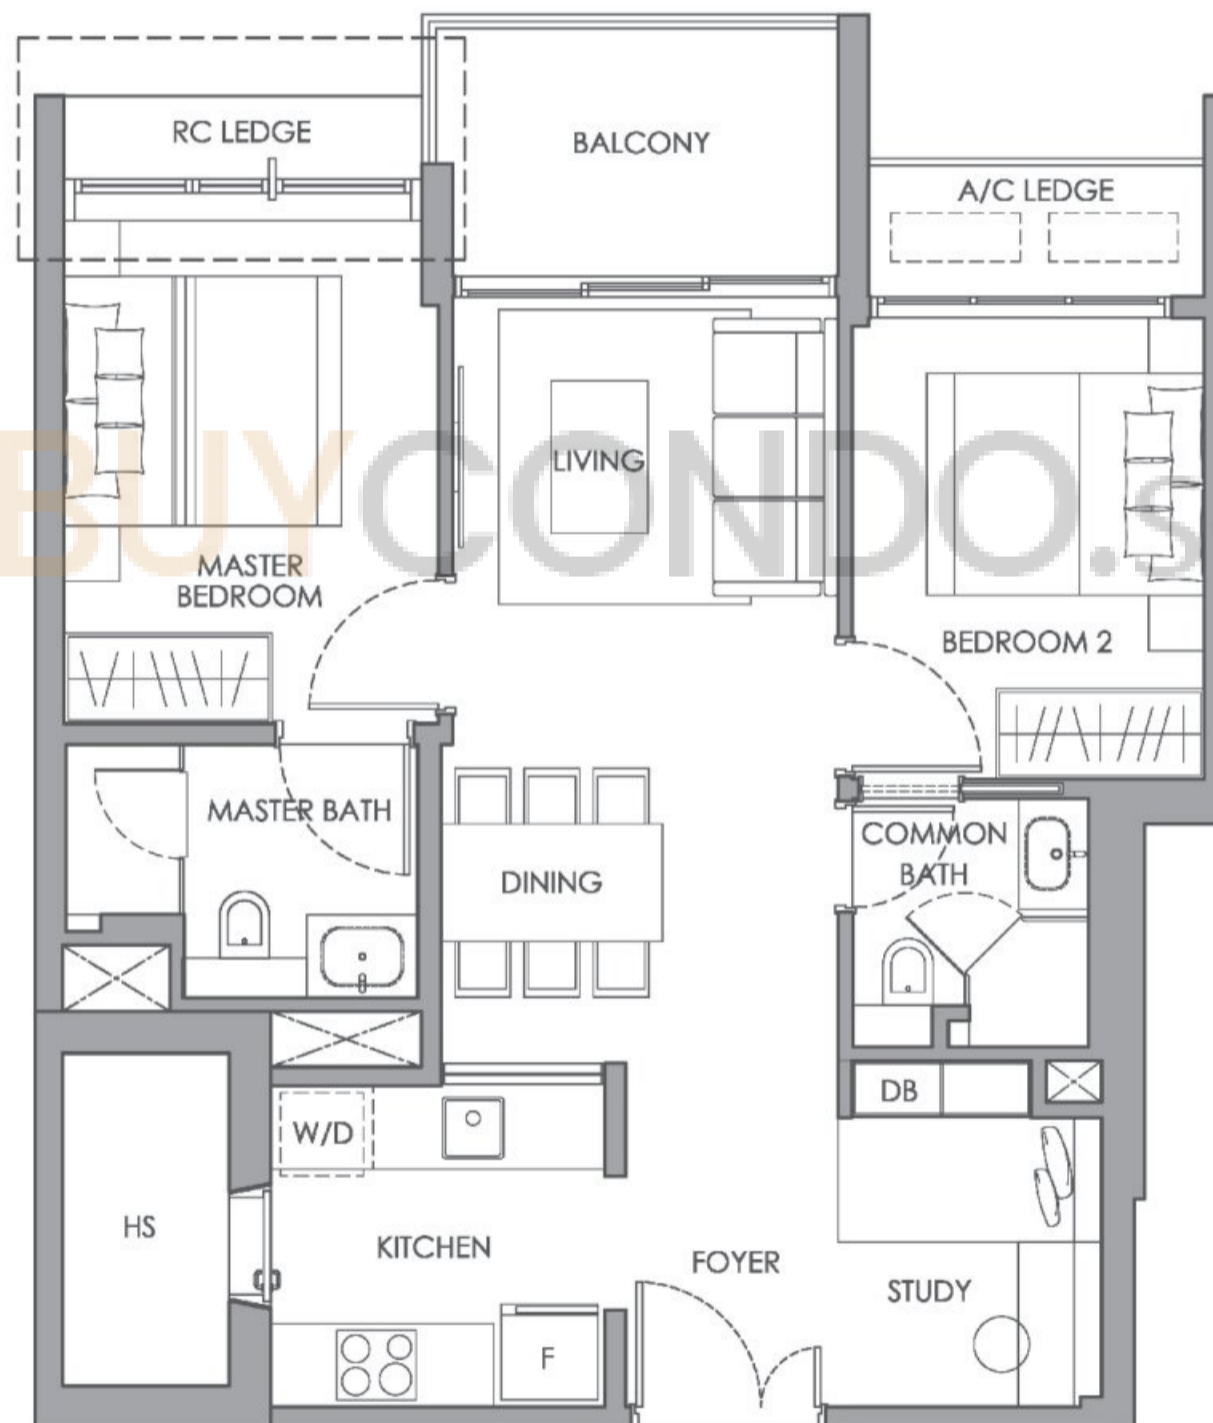 RC LEDGE
BALCONY
A/C LEDGE
BUYCONDO.s
LIVING
MASTER
BEDROOM
BEDROOM 2
MASTER BATH
COMMON
BATH
DINING
DB
W/D
HS
KITCHEN
FOYER
STUDY
F